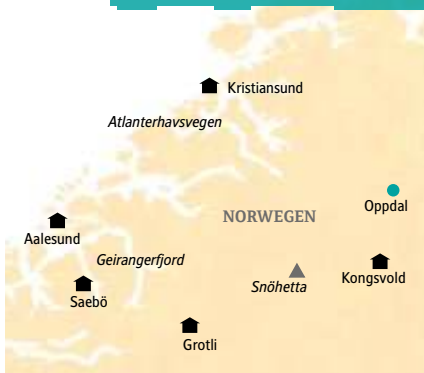 Kristiansund
Atlanterhavsvegen
Oppdal
NORWEGEN
Aalesund
Geirangerfjord
Kongsvold
Snöhetta
Saebö
Grotli